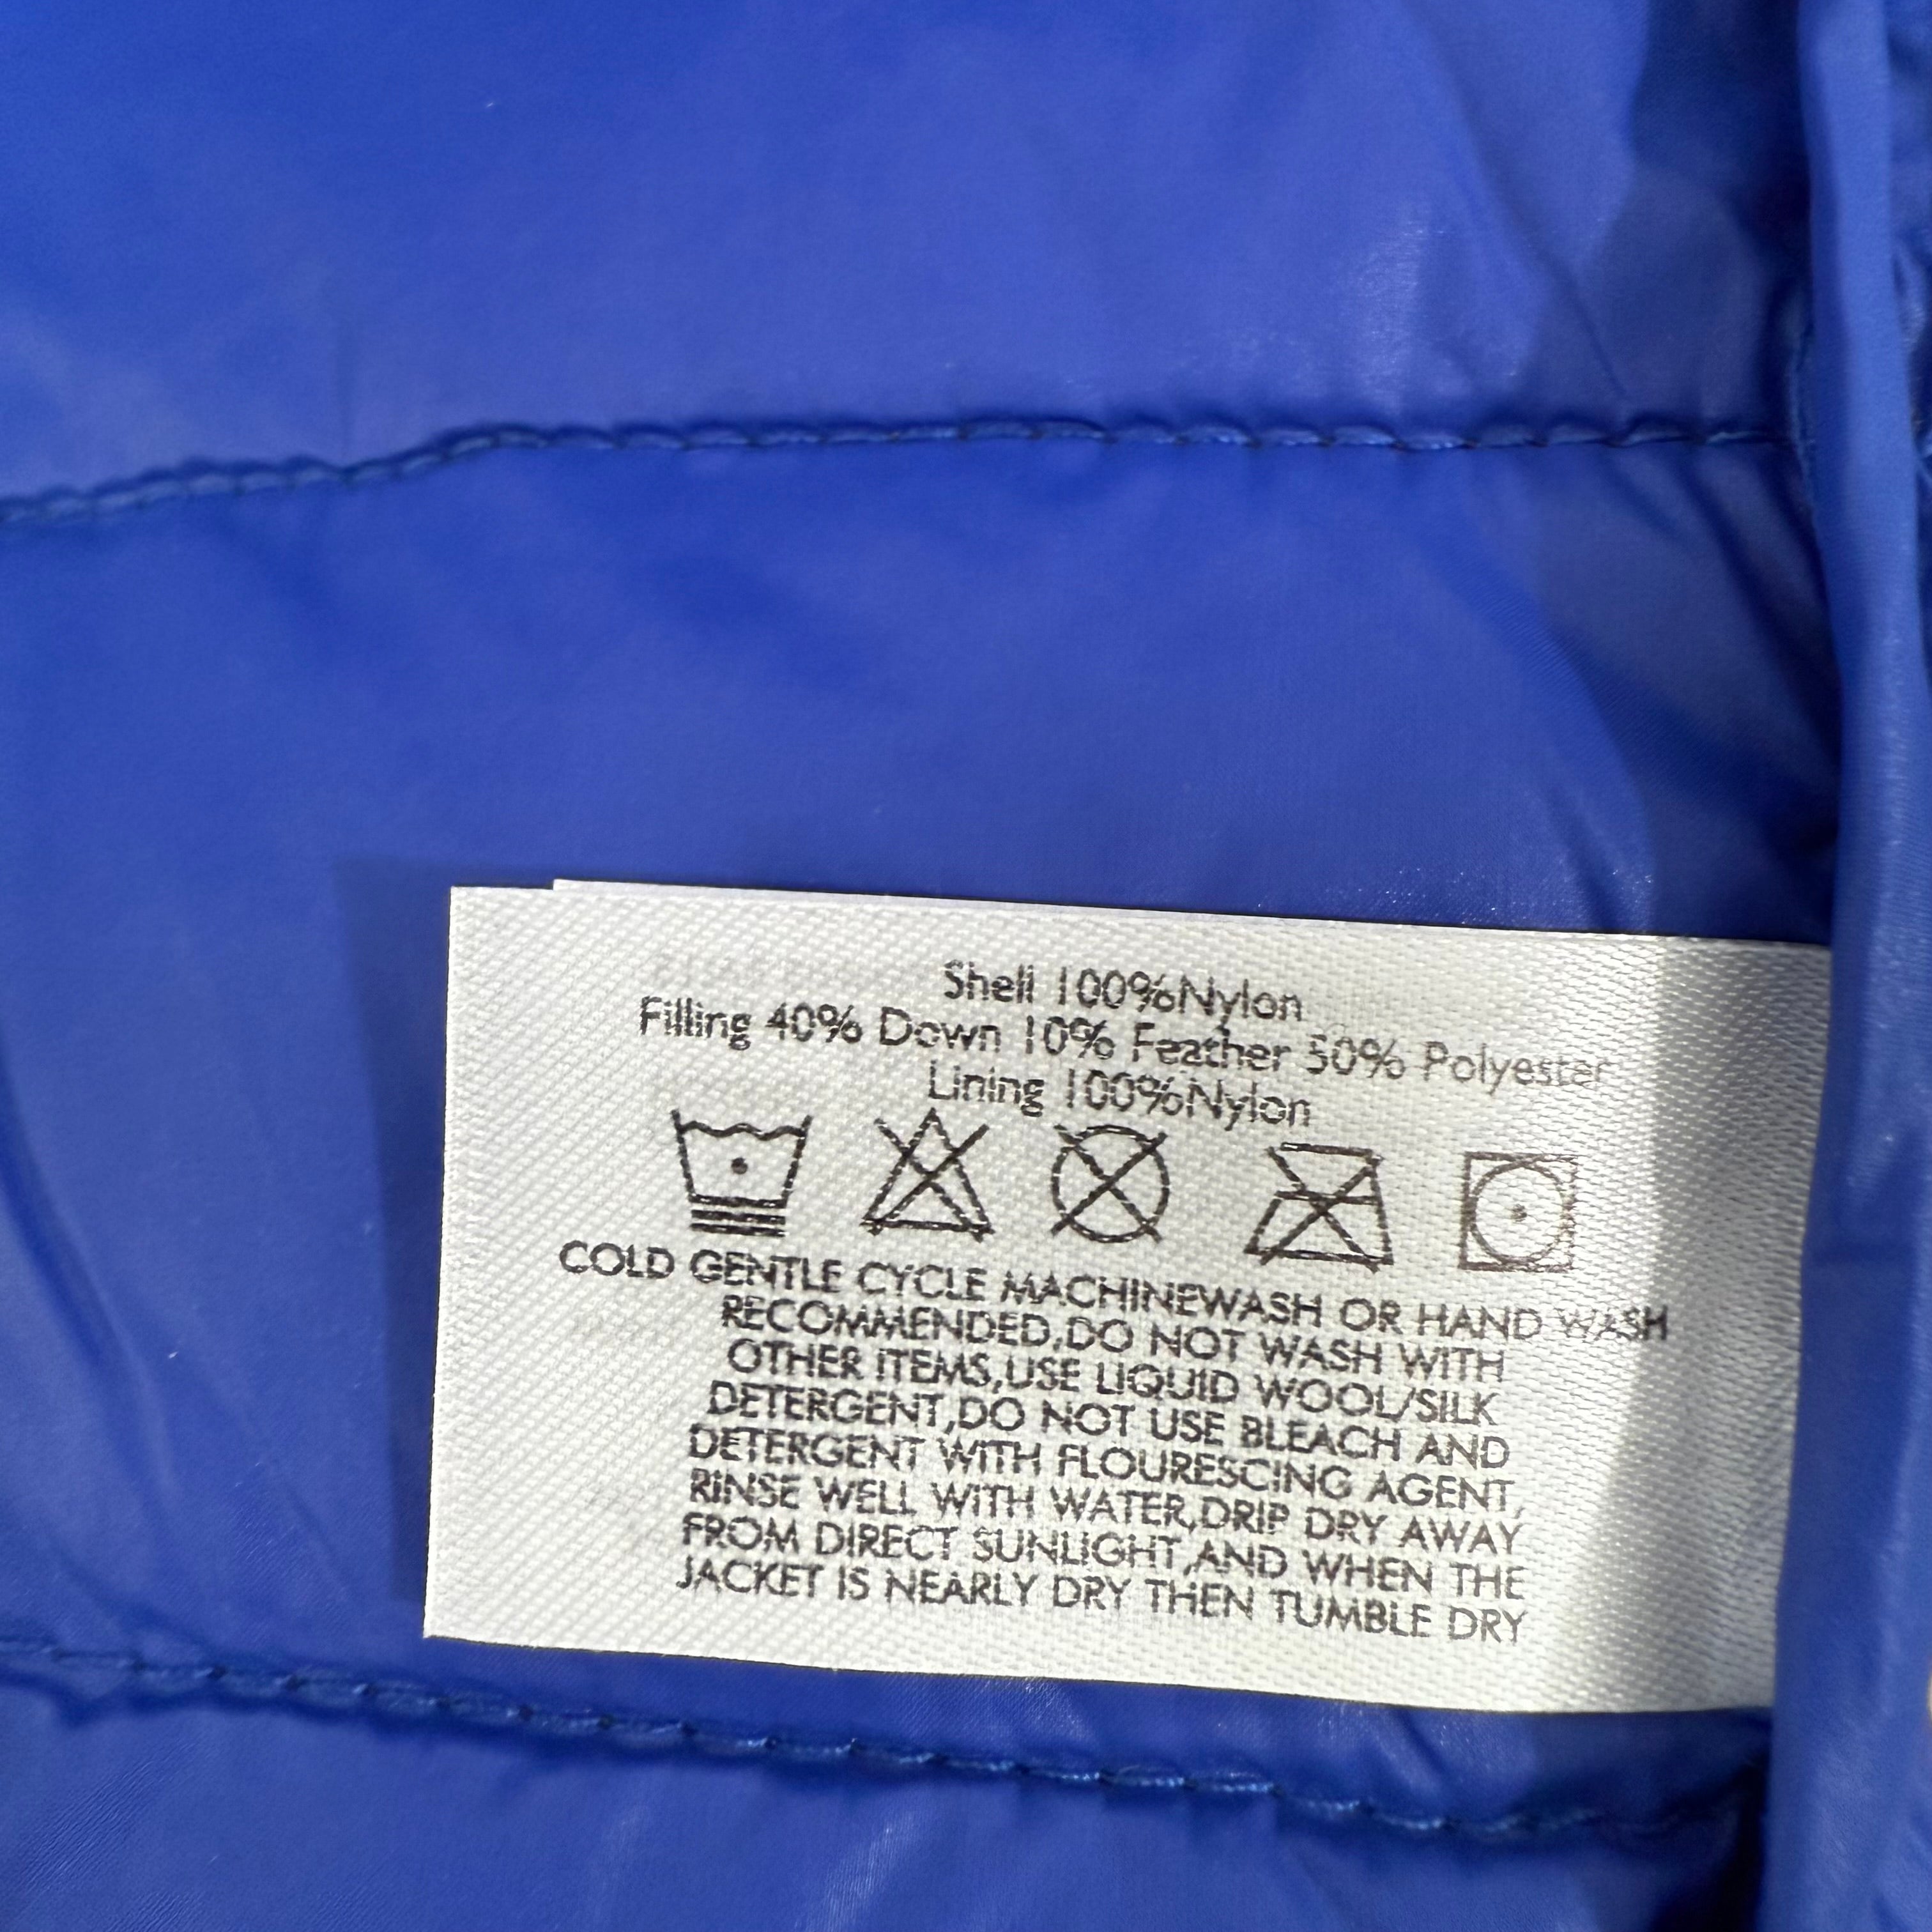 Shell 100%Nylon
Filling 40% Down 10% Feather 50% Polyester
Lining 100%Nylon
COLD GENTLE CYCLE MACHINEWASH OR HAND WASH
RECOMMENDED,DO NOT WASH WITH
OTHER ITEMS,USE LIQUID WOOL/SILK
DETERGENT,DO NOT USE BLEACH AND
DETERGENT WITH FLOURESCING AGENT,
RINSE WELL WITH WATER,DRIP DRY AWAY
FROM DIRECT SUNLIGHT,AND WHEN THE
JACKET IS NEARLY DRY THEN TUMBLE DRY